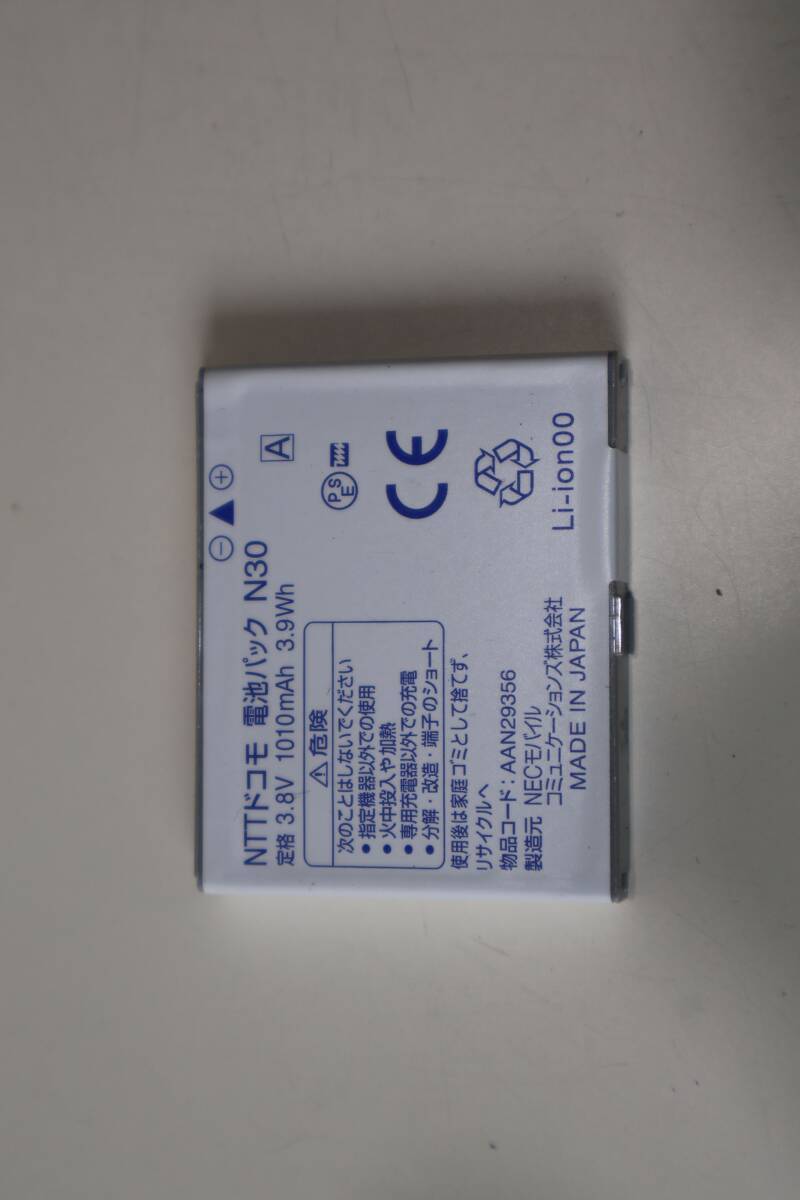 ⊖▲⊕
NTTドコモ 電池パック N30
定格 3.8V 1010mAh 3.9Wh
A
⚠危険
次のことはしないでください
●指定機器以外での使用
●火中投入や加熱
●専用充電器以外での充電
●分解・改造・端子のショート
PSE
CE
使用後は家庭ゴミとして捨てず、
リサイクルへ
物品コード：AAN29356
製造元 NECモバイル
コミュニケーションズ株式会社
MADE IN JAPAN
Li-ion00